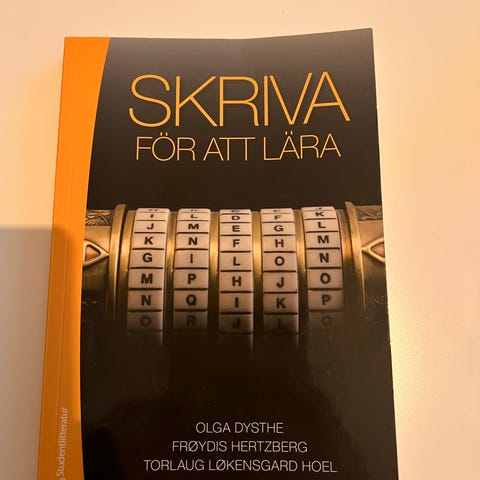 SKRIVA
FÖR ATT LÄRA
OLGA DYSTHE
FRØYDIS HERTZBERG
TORLAUG LØKENSGARD HOEL
Studentlitteratur
I
J
K
G
M
N
O
K
L
M
N
I
P
Q
R
C
D
E
F
L
H
I
J
E
F
G
H
O
J
K
L
K
L
M
N
O
P
Q